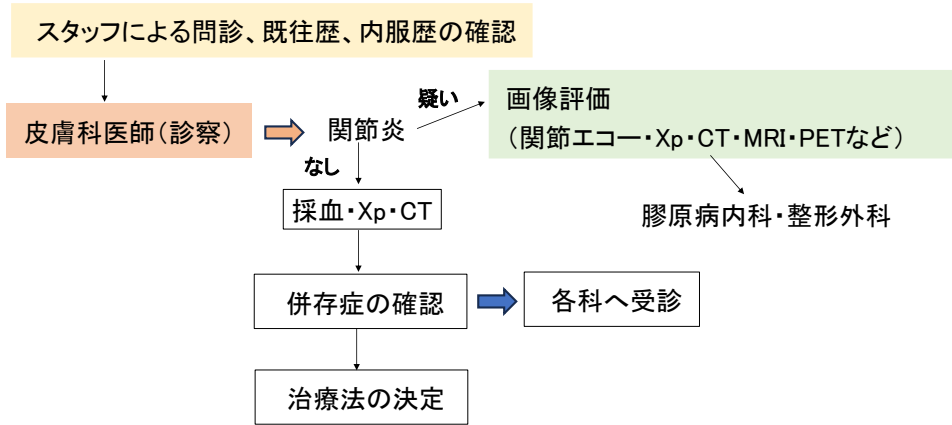 スタッフによる問診、既往歴、内服歴の確認
皮膚科医師(診察)
関節炎
疑い
画像評価
(関節エコー・Xp・CT・MRI・PETなど)
膠原病内科・整形外科
なし
採血・Xp・CT
併存症の確認
各科へ受診
治療法の決定